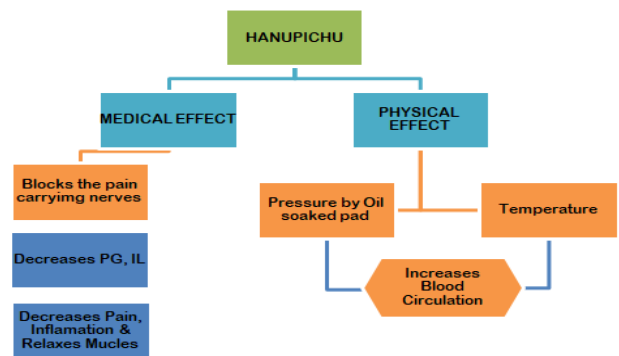 HANUPICHU
MEDICAL EFFECT
PHYSICAL
EFFECT
Blocks the pain
carryimg nerves
Pressure by Oil
soaked pad
Temperature
Decreases PG, IL
Increases
Blood
Circulation
Decreases Pain,
Inflamation &
Relaxes Mucles